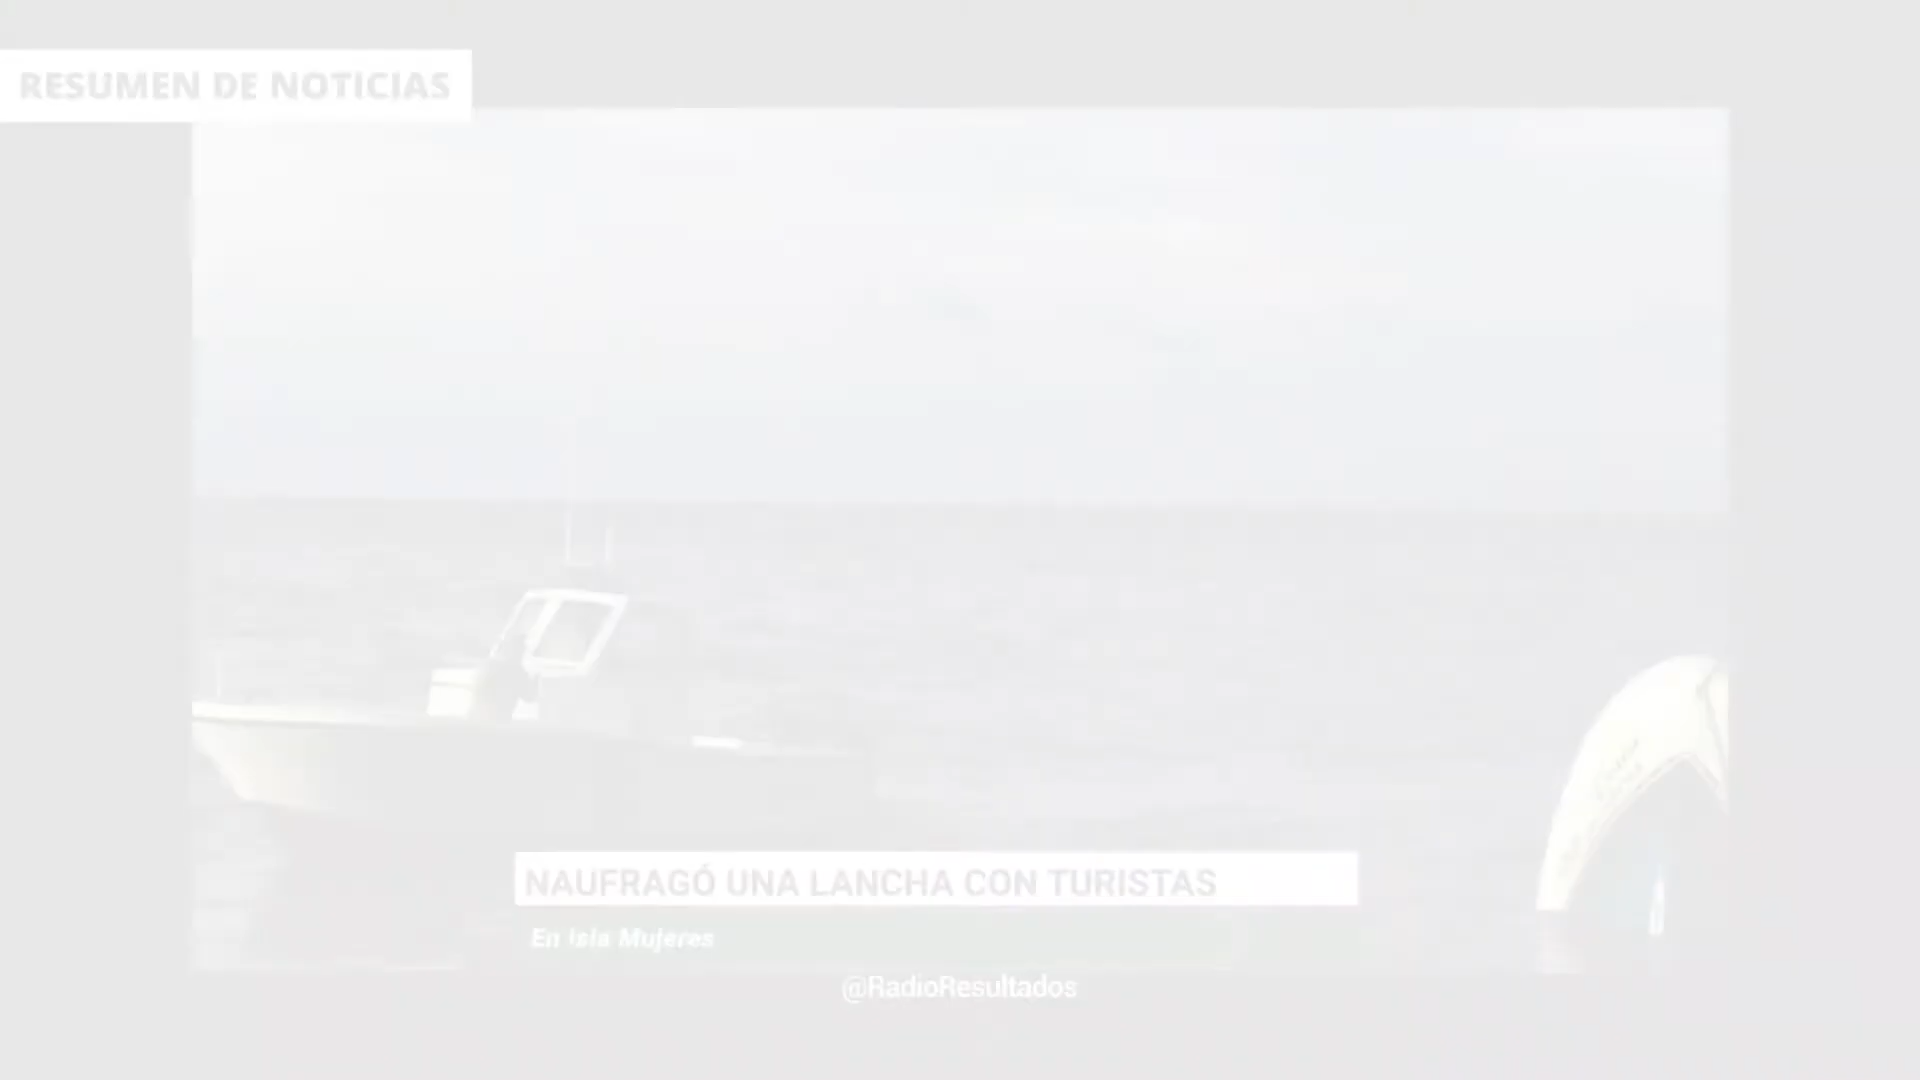 RESUMEN DE NOTICIAS
NAUFRAGÓ UNA LANCHA CON TURISTAS
En Isla Mujeres
@RadioResultados